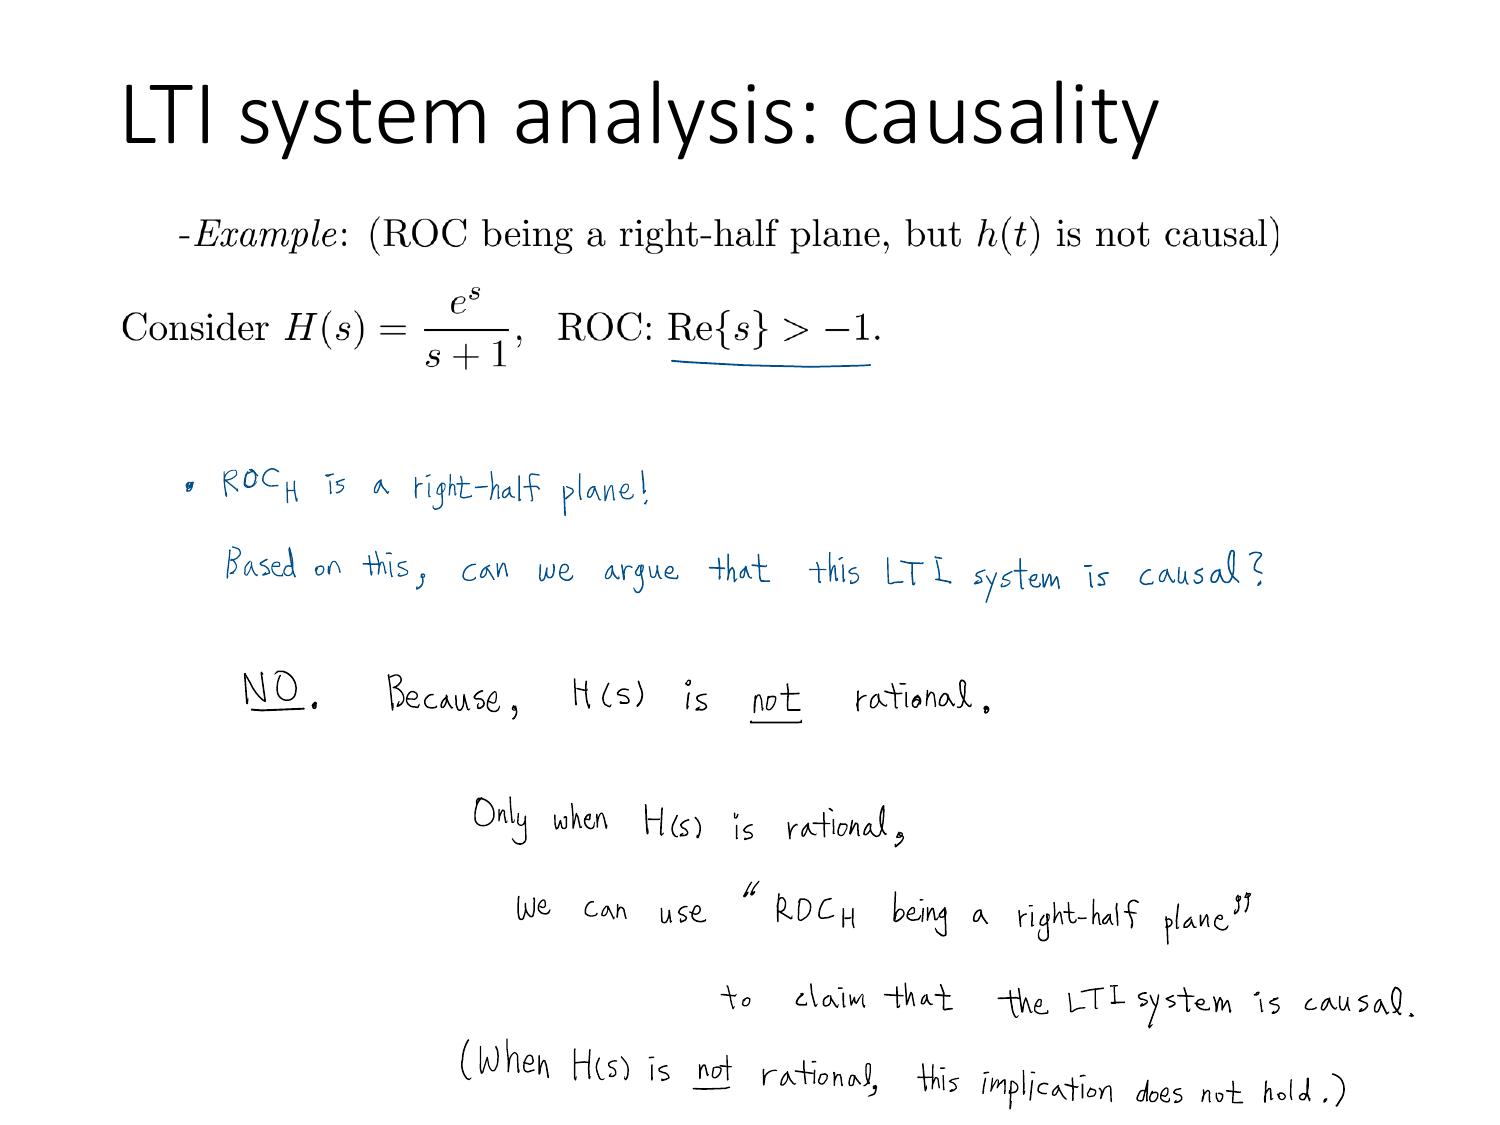 LTI system analysis: causality
-Example: (ROC being a right-half plane, but h(t) is not causal)
Consider H(s) = e^s / (s + 1), ROC: Re{s} > −1.
• ROC_H is a right-half plane!
Based on this, can we argue that this LTI system is causal?
NO. Because, H(s) is not rational.
Only when H(s) is rational,
we can use “ROC_H being a right-half plane”
to claim that the LTI system is causal.
(When H(s) is not rational, this implication does not hold.)